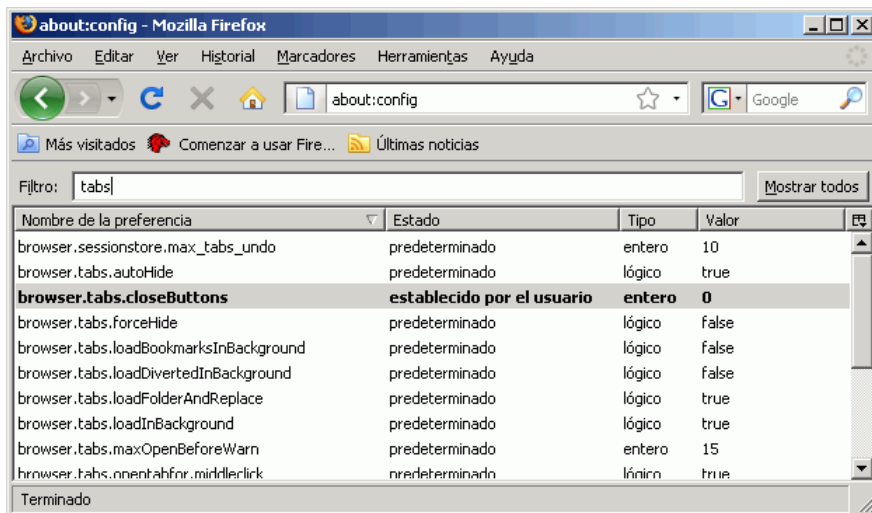 about:config - Mozilla Firefox
Archivo Editar Ver Historial Marcadores Herramientas Ayuda
about:config G Google
Más visitados Comenzar a usar Fire... Últimas noticias
Filtro: tabs Mostrar todos
Nombre de la preferencia Estado Tipo Valor
browser.sessionstore.max_tabs_undo predeterminado entero 10
browser.tabs.autoHide predeterminado lógico true
browser.tabs.closeButtons establecido por el usuario entero 0
browser.tabs.forceHide predeterminado lógico false
browser.tabs.loadBookmarksInBackground predeterminado lógico false
browser.tabs.loadDivertedInBackground predeterminado lógico false
browser.tabs.loadFolderAndReplace predeterminado lógico true
browser.tabs.loadInBackground predeterminado lógico true
browser.tabs.maxOpenBeforeWarn predeterminado entero 15
browser.tabs.opentabfor.middleclick predeterminado lógico true
Terminado